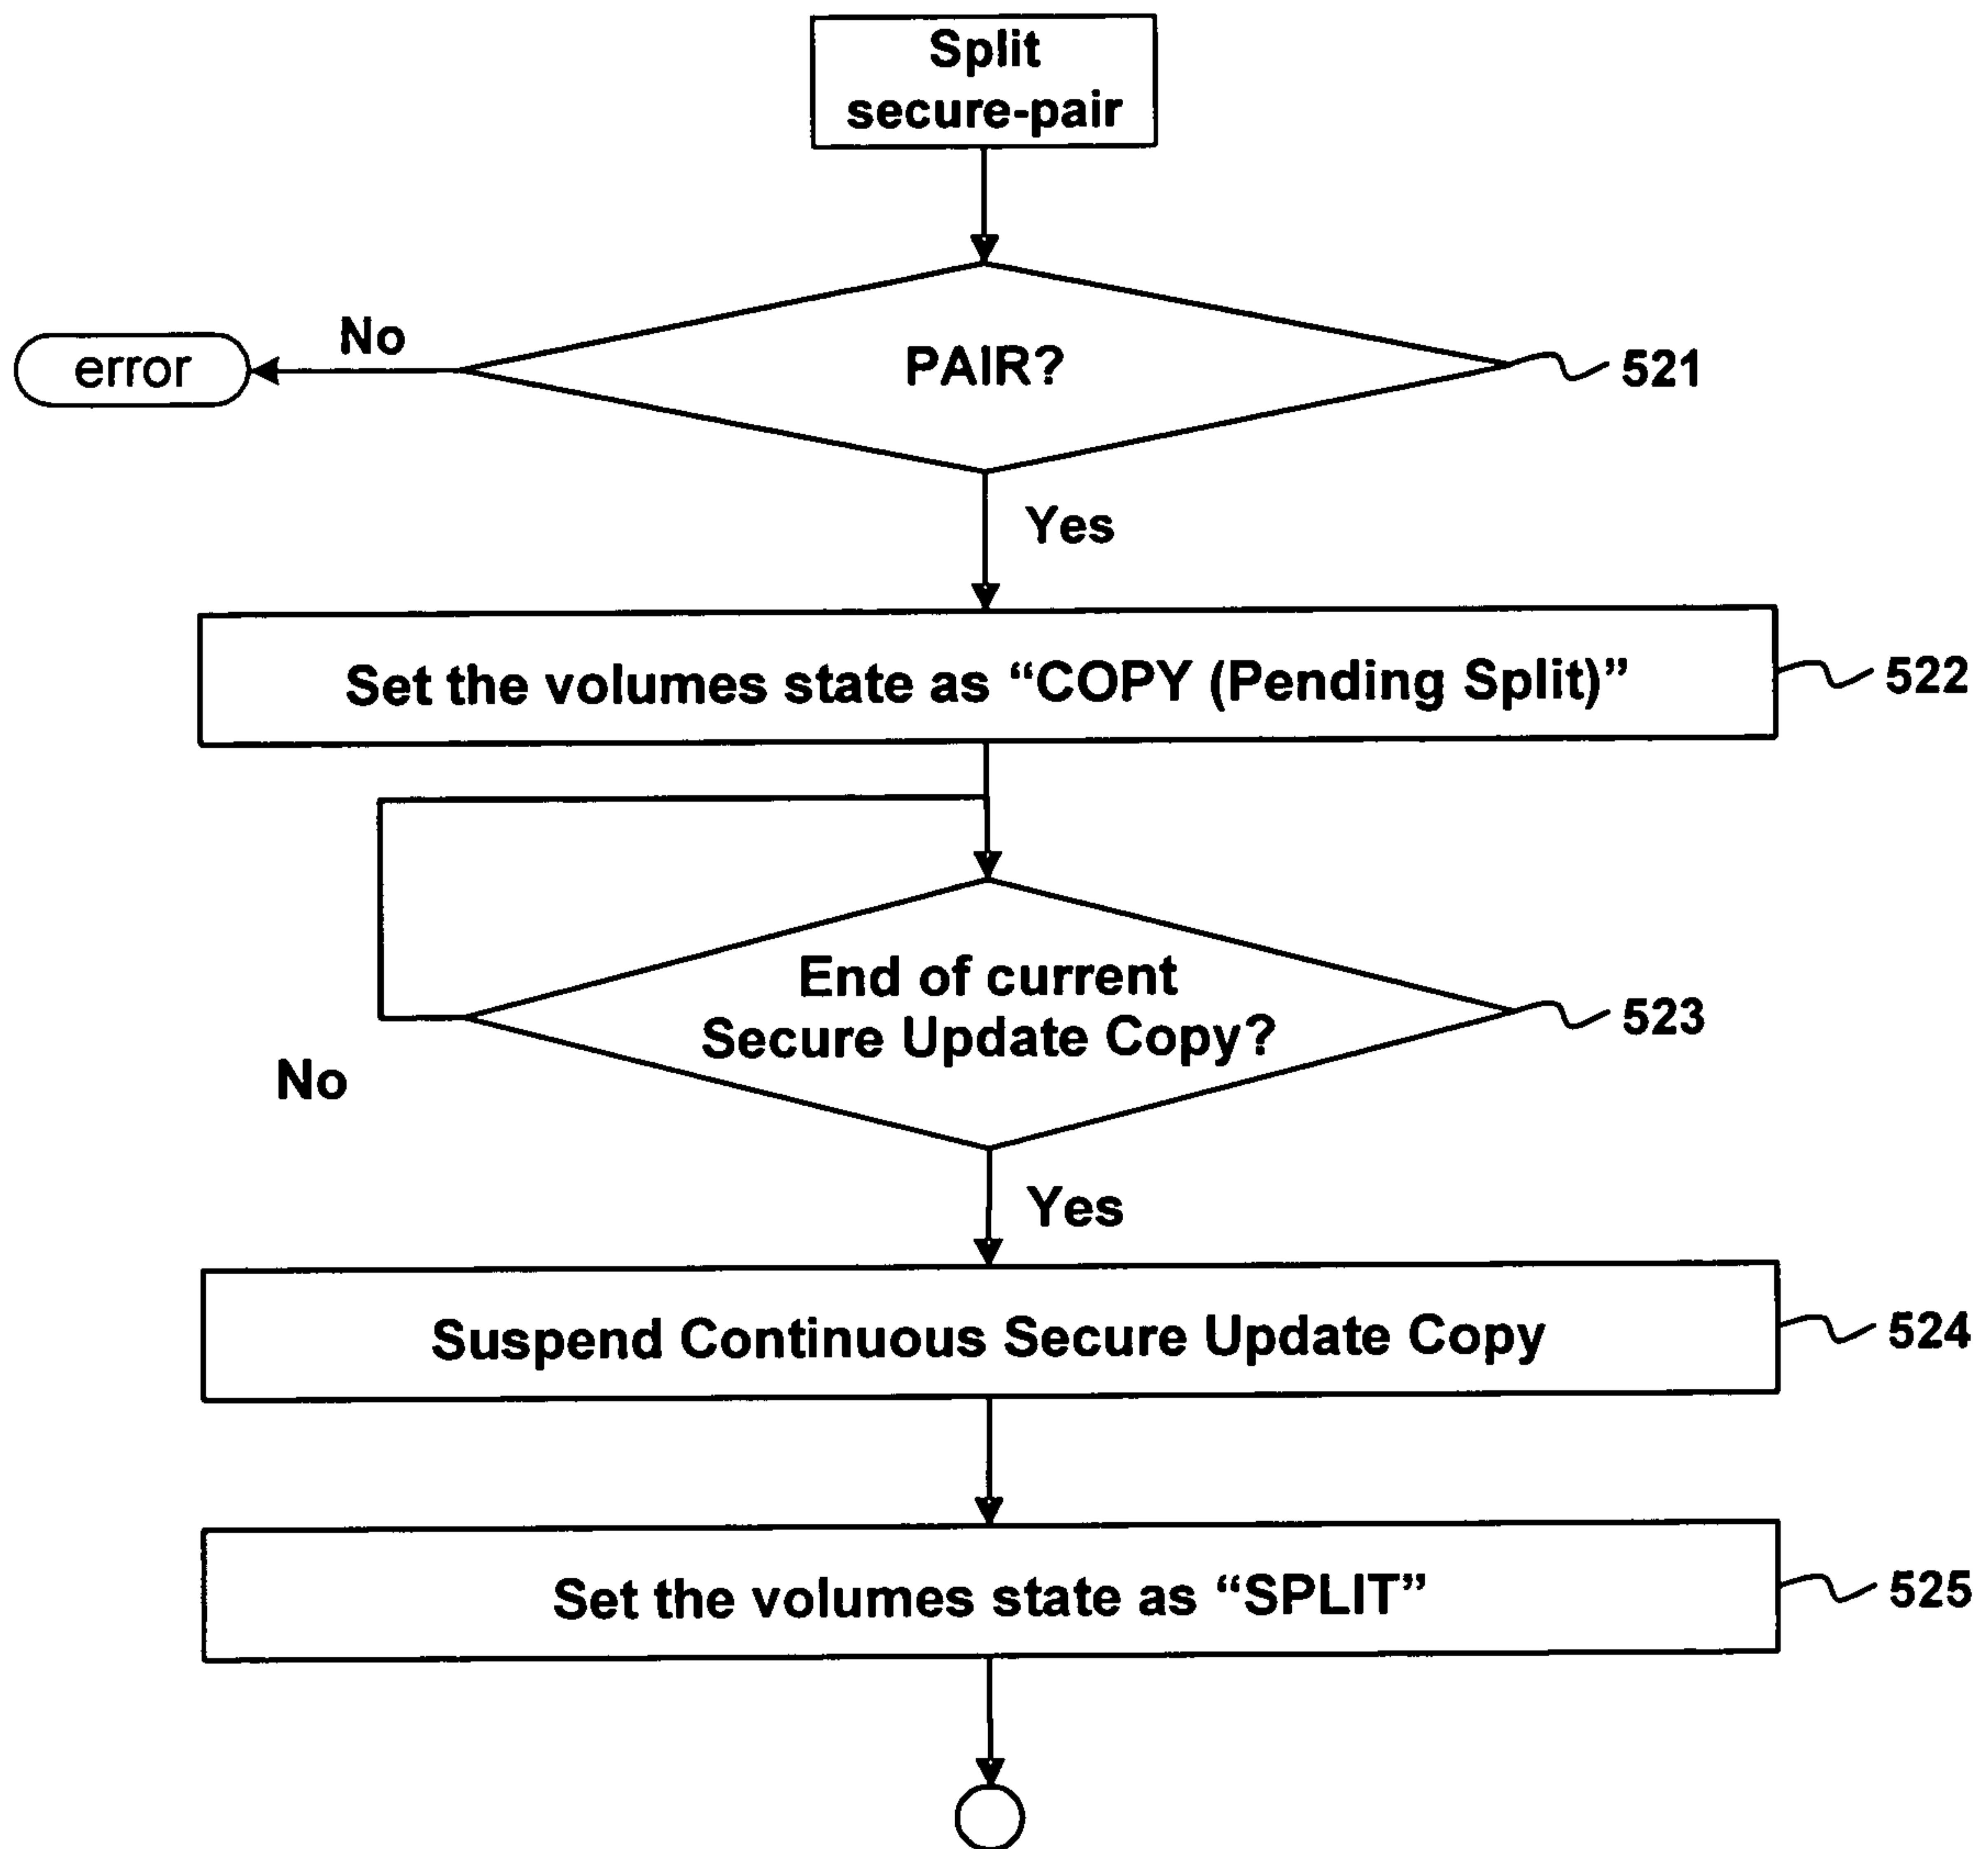 Split
secure-pair
No
error
PAIR?
521
Yes
Set the volumes state as “COPY (Pending Split)”
522
End of current
Secure Update Copy?
523
No
Yes
Suspend Continuous Secure Update Copy
524
Set the volumes state as “SPLIT”
525